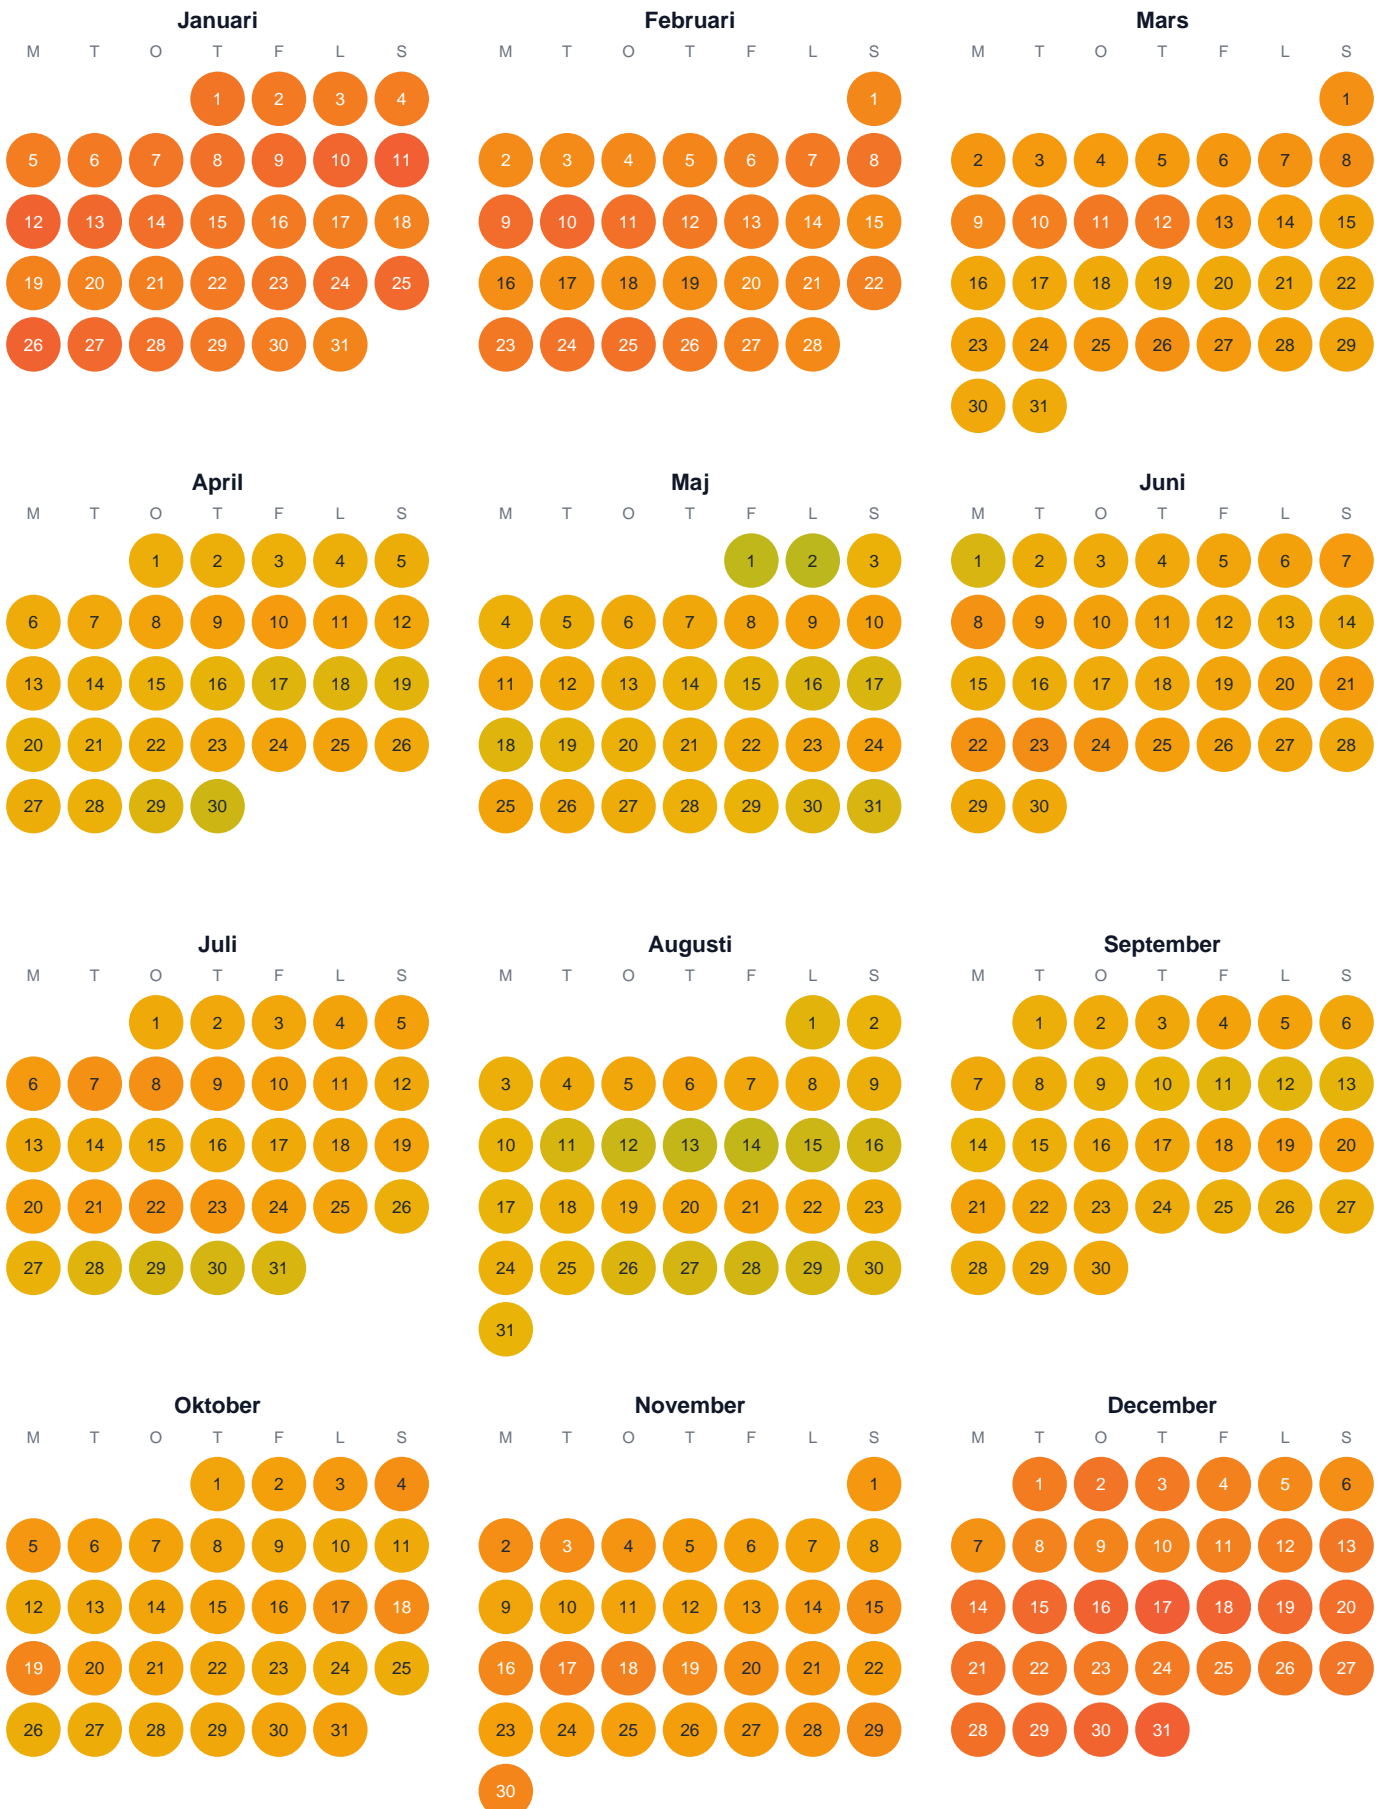 Januari Februari Mars
M T O T F L S M T O T F L S M T O T F L S
1 2 3 4 1 1
5 6 7 8 9 10 11 2 3 4 5 6 7 8 2 3 4 5 6 7 8
12 13 14 15 16 17 18 9 10 11 12 13 14 15 9 10 11 12 13 14 15
19 20 21 22 23 24 25 16 17 18 19 20 21 22 16 17 18 19 20 21 22
26 27 28 29 30 31 23 24 25 26 27 28 23 24 25 26 27 28 29
30 31
April Maj Juni
M T O T F L S M T O T F L S M T O T F L S
1 2 3 4 5 1 2 3 1 2 3 4 5 6 7
6 7 8 9 10 11 12 4 5 6 7 8 9 10 8 9 10 11 12 13 14
13 14 15 16 17 18 19 11 12 13 14 15 16 17 15 16 17 18 19 20 21
20 21 22 23 24 25 26 18 19 20 21 22 23 24 22 23 24 25 26 27 28
27 28 29 30 25 26 27 28 29 30 31 29 30
Juli Augusti September
M T O T F L S M T O T F L S M T O T F L S
1 2 3 4 5 1 2 1 2 3 4 5 6
6 7 8 9 10 11 12 3 4 5 6 7 8 9 7 8 9 10 11 12 13
13 14 15 16 17 18 19 10 11 12 13 14 15 16 14 15 16 17 18 19 20
20 21 22 23 24 25 26 17 18 19 20 21 22 23 21 22 23 24 25 26 27
27 28 29 30 31 24 25 26 27 28 29 30 28 29 30
31
Oktober November December
M T O T F L S M T O T F L S M T O T F L S
1 2 3 4 1 1 2 3 4 5 6
5 6 7 8 9 10 11 2 3 4 5 6 7 8 7 8 9 10 11 12 13
12 13 14 15 16 17 18 9 10 11 12 13 14 15 14 15 16 17 18 19 20
19 20 21 22 23 24 25 16 17 18 19 20 21 22 21 22 23 24 25 26 27
26 27 28 29 30 31 23 24 25 26 27 28 29 28 29 30 31
30